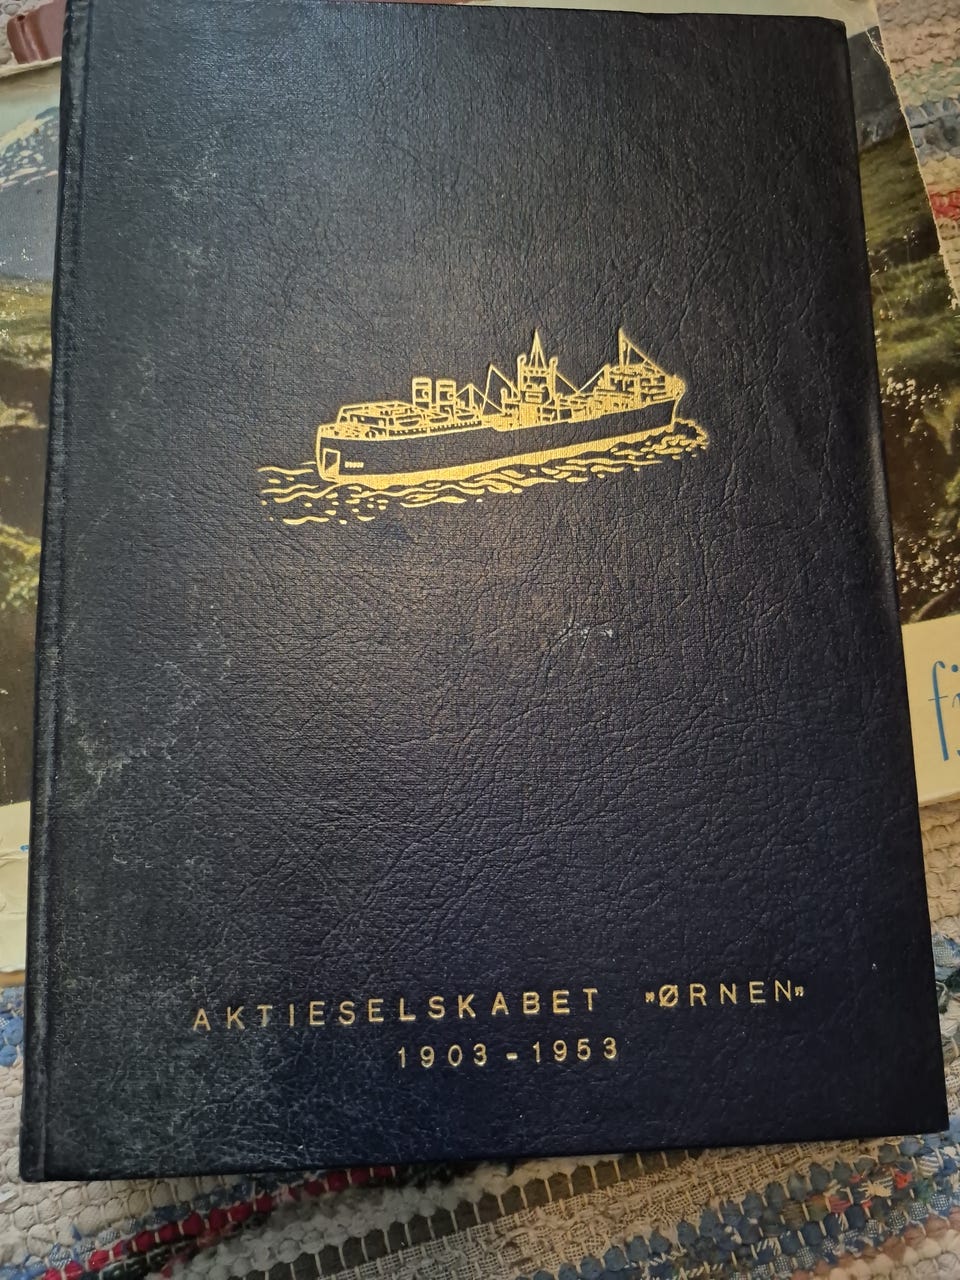 AKTIESELSKABET „ØRNEN”
1903-1953